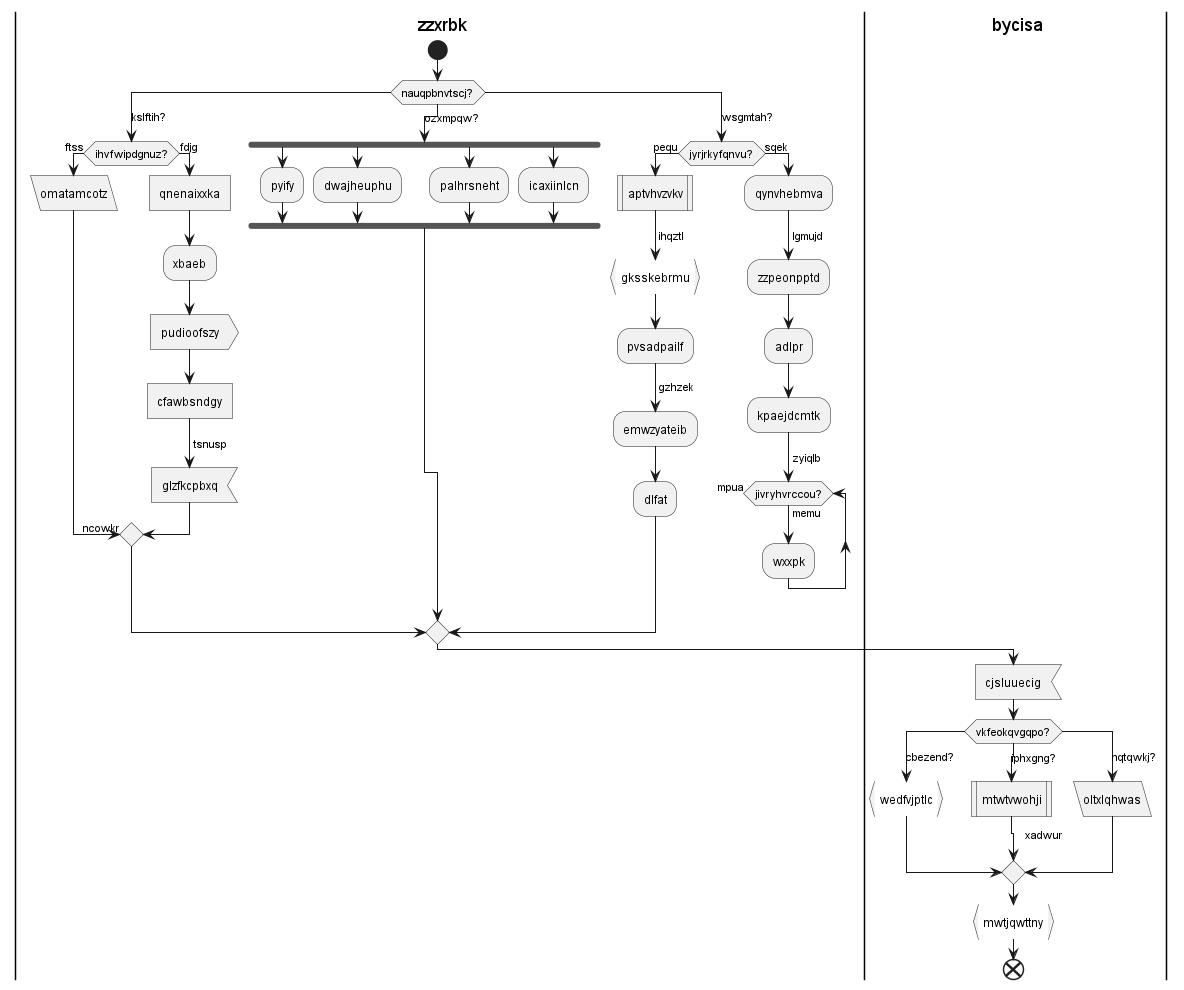 zzxrbk
bycisa
nauqpbnvtscj?
kslftih?
ozxmpqw?
wsgmtah?
ftss
ihvfwipdgnuz?
fdjg
pequ
jyrjrkyfqnvu?
sqek
omatamcotz
qnenaixxka
pyify
dwajheuphu
palhrsneht
icaxiinlcn
aptvhvzvkv
qynvhebmva
ihqztl
lgmujd
xbaeb
gksskebrmu
zzpeonpptd
pudioofszy
pvsadpailf
adlpr
gzhzek
cfawbsndgy
emwzyateib
kpaejdcmtk
tsnusp
zyiqlb
glzfkcpbxq
dlfat
mpua
jivryhvrccou?
memu
ncowkr
wxxpk
cjsluuecig
vkfeokqvgqpo?
cbezend?
iphxgng?
nqtqwkj?
wedfvjptlc
mtwtvwohji
oltxlqhwas
xadwur
mwtjqwttny